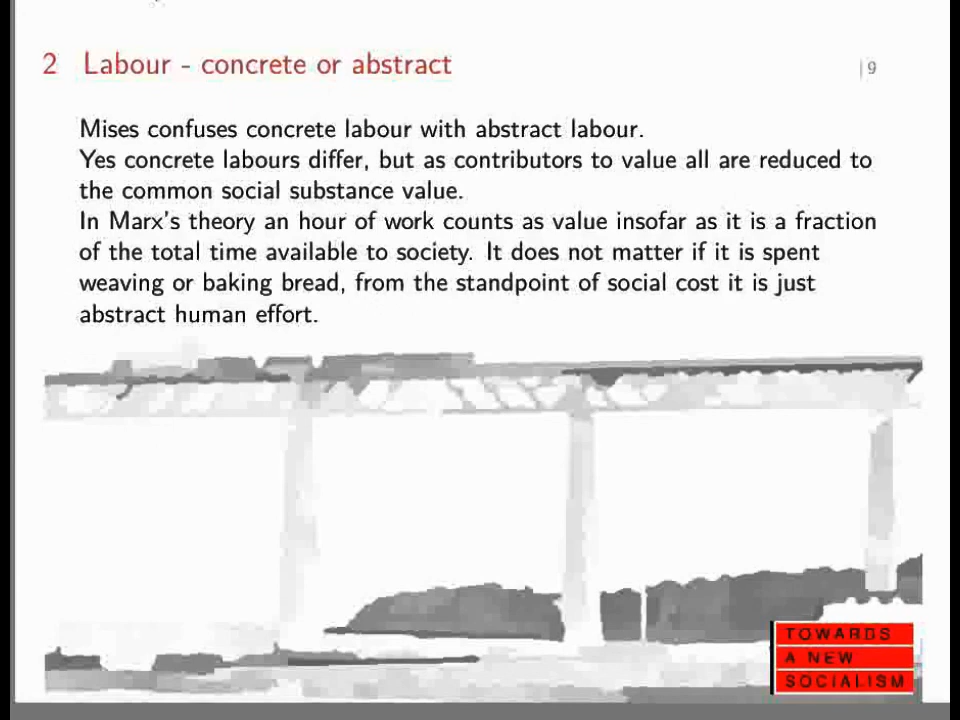 2 Labour - concrete or abstract
| 9
Mises confuses concrete labour with abstract labour.
Yes concrete labours differ, but as contributors to value all are reduced to
the common social substance value.
In Marx's theory an hour of work counts as value insofar as it is a fraction
of the total time available to society. It does not matter if it is spent
weaving or baking bread, from the standpoint of social cost it is just
abstract human effort.
TOWARDS
A NEW
SOCIALISM